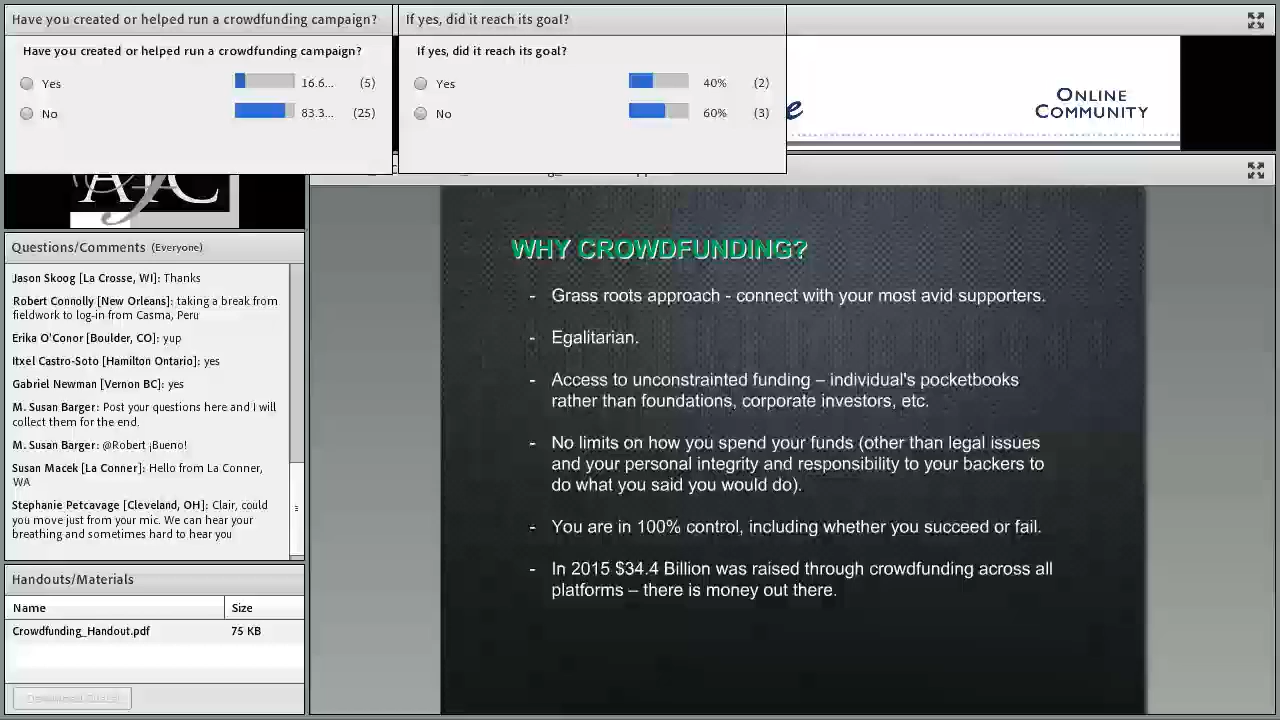 Have you created or helped run a crowdfunding campaign?
Have you created or helped run a crowdfunding campaign?
Yes 16.6... (5)
No 83.3... (25)
If yes, did it reach its goal?
If yes, did it reach its goal?
Yes 40% (2)
No 60% (3)
e
ONLINE
COMMUNITY
AJC
Questions/Comments (Everyone)
Jason Skoog [La Crosse, WI]: Thanks
Robert Connolly [New Orleans]: taking a break from
fieldwork to log-in from Casma, Peru
Erika O'Conor [Boulder, CO]: yup
Itxel Castro-Soto [Hamilton Ontario]: yes
Gabriel Newman [Vernon BC]: yes
M. Susan Barger: Post your questions here and I will
collect them for the end.
M. Susan Barger: @Robert ¡Bueno!
Susan Macek [La Conner]: Hello from La Conner,
WA
Stephanie Petcavage [Cleveland, OH]: Clair, could
you move just from your mic. We can hear your
breathing and sometimes hard to hear you
Handouts/Materials
Name Size
Crowdfunding_Handout.pdf 75 KB
WHY CROWDFUNDING?
- Grass roots approach - connect with your most avid supporters.
- Egalitarian.
- Access to unconstrainted funding – individual's pocketbooks
rather than foundations, corporate investors, etc.
- No limits on how you spend your funds (other than legal issues
and your personal integrity and responsibility to your backers to
do what you said you would do).
- You are in 100% control, including whether you succeed or fail.
- In 2015 $34.4 Billion was raised through crowdfunding across all
platforms – there is money out there.